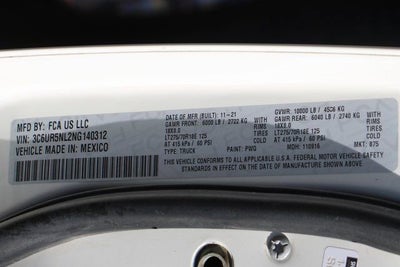 MFD BY: FCA US LLC
DATE OF MFR (BUILT): 11-21
GVWR: 10000 LB / 4536 KG
GAWR FRONT: 6000 LB / 2722 KG WITH
GAWR REAR: 6040 LB / 2740 KG WITH
18X8.0 RIMS
18X8.0 RIMS
LT275/70R18E 125 TIRES
LT275/70R18E 125 TIRES
AT 415 kPa / 60 PSI COLD
AT 415 kPa / 60 PSI COLD
VIN: 3C6UR5NL2NG140312
TYPE: TRUCK
PAINT: PW6
MDH: 110916
MKT: 875
VEHICLE MADE IN: MEXICO
THIS VEHICLE CONFORMS TO ALL APPLICABLE U.S.A. FEDERAL MOTOR VEHICLE SAFETY
STANDARDS IN EFFECT ON THE DATE OF MANUFACTURE SHOWN ABOVE.